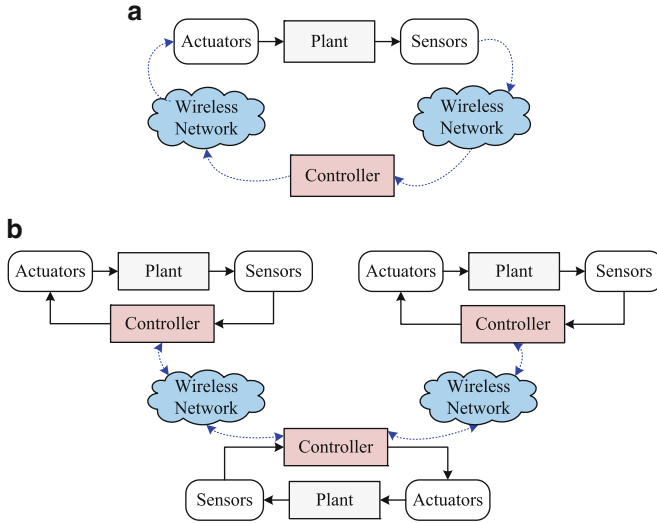 a
Actuators
Plant
Sensors
Wireless
Network
Wireless
Network
Controller
b
Actuators
Plant
Sensors
Actuators
Plant
Sensors
Controller
Controller
Wireless
Network
Wireless
Network
Controller
Sensors
Plant
Actuators